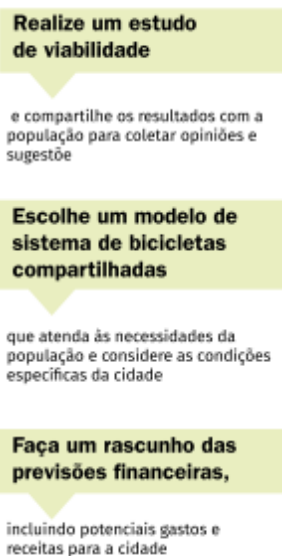 Realize um estudo
de viabilidade
e compartilhe os resultados com a
população para coletar opiniões e
sugestõe
Escolhe um modelo de
sistema de bicicletas
compartilhadas
que atenda às necessidades da
população e considere as condições
específicas da cidade
Faça um rascunho das
previsões financeiras,
incluindo potenciais gastos e
receitas para a cidade